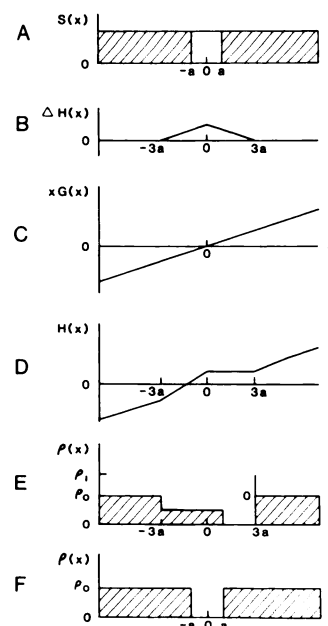 S(x)
A
0
-a 0 a
Δ H(x)
B
0
-3a 0 3a
xG(x)
C
0
0
H(x)
D
0
-3a 0 3a
ρ(x)
ρ₁
E
ρ₀
0
0
-3a 3a
ρ(x)
F
ρ₀
0
-a 0 a